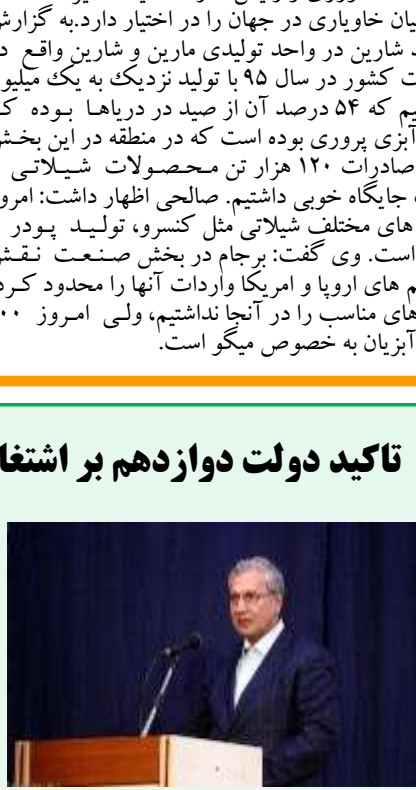 یان خاویاری در جهان را در اختیار دارد.به گزارش
شارین در واحد تولیدی مارین و شارین واقع
ت کشور در سال ۹۵ با تولید نزدیک به یک
یم که ۵۴ درصد آن از صید در دریاها بوده
آبزی پروری بوده است که در منطقه در این بخش
صادرات ۱۲۰ هزار تن محصولات شیلاتی
جایگاه خوبی داشتیم. صالحی اظهار داشت:
های مختلف شیلاتی مثل کنسرو، تولید پودر
است. وی گفت: برجام در بخش صنعت نقش
م های اروپا و امریکا واردات آنها را محدود
های مناسب را در آنجا نداشتیم، ولی امروز
آبزیان به خصوص میگو است.
تاکید دولت دوازدهم بر